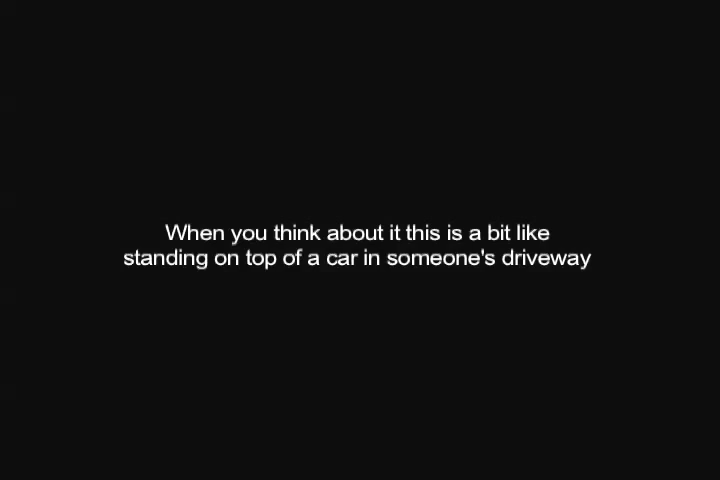 When you think about it this is a bit like
standing on top of a car in someone's driveway